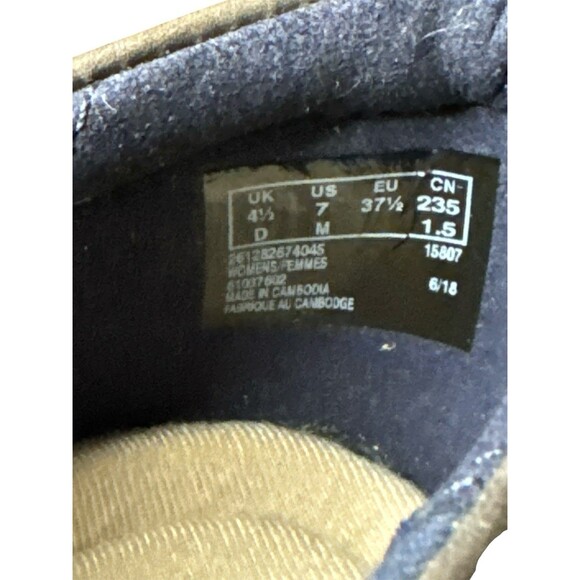 UK US EU CN
4½ 7 37½ 235
D M 1.5
261282674045 15807
WOMENS/FEMMES
61037602 6/18
MADE IN CAMBODIA
FABRIQUE AU CAMBODGE